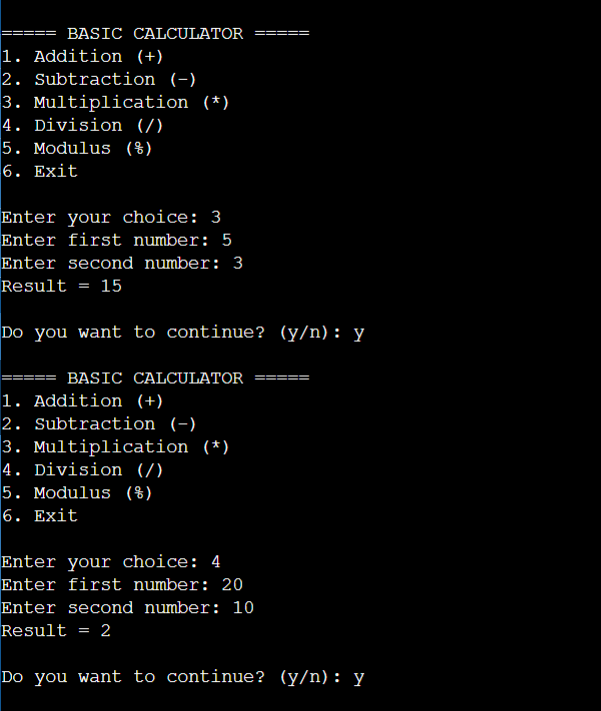 ===== BASIC CALCULATOR =====
1. Addition (+)
2. Subtraction (-)
3. Multiplication (*)
4. Division (/)
5. Modulus (%)
6. Exit
Enter your choice: 3
Enter first number: 5
Enter second number: 3
Result = 15
Do you want to continue? (y/n): y
===== BASIC CALCULATOR =====
1. Addition (+)
2. Subtraction (-)
3. Multiplication (*)
4. Division (/)
5. Modulus (%)
6. Exit
Enter your choice: 4
Enter first number: 20
Enter second number: 10
Result = 2
Do you want to continue? (y/n): y